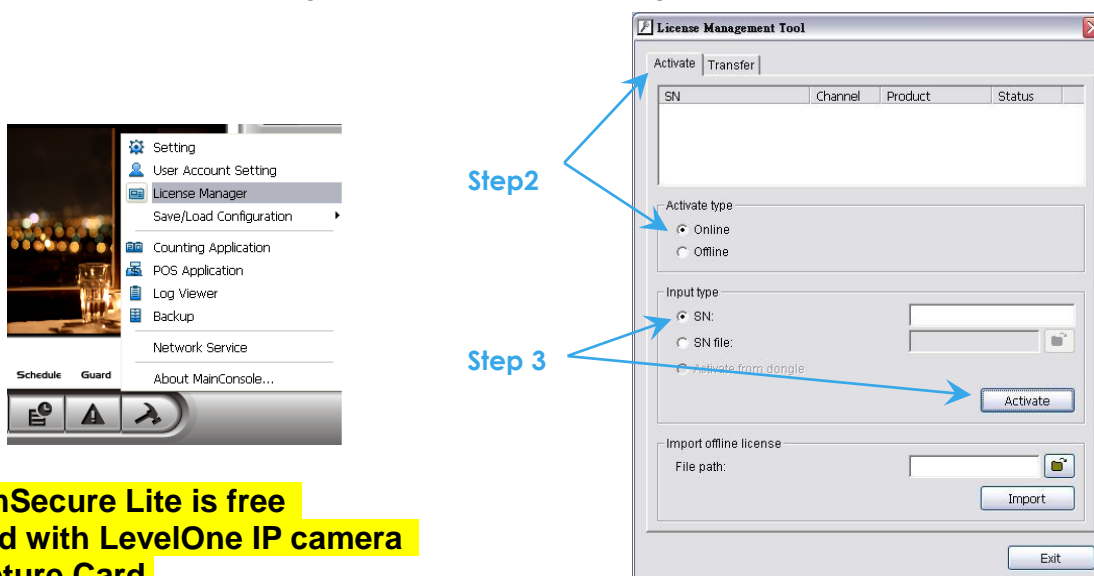 License Management Tool
Activate Transfer
SN Channel Product Status
Setting
User Account Setting
License Manager
Save/Load Configuration
Counting Application
POS Application
Log Viewer
Backup
Network Service
About MainConsole...
Schedule Guard
Step2
Activate type
Online
Offline
Input type
SN:
SN file:
Activate from dongle
Step 3
Activate
Import offline license
File path:
Import
Exit
Secure Lite is free
with LevelOne IP camera
Card